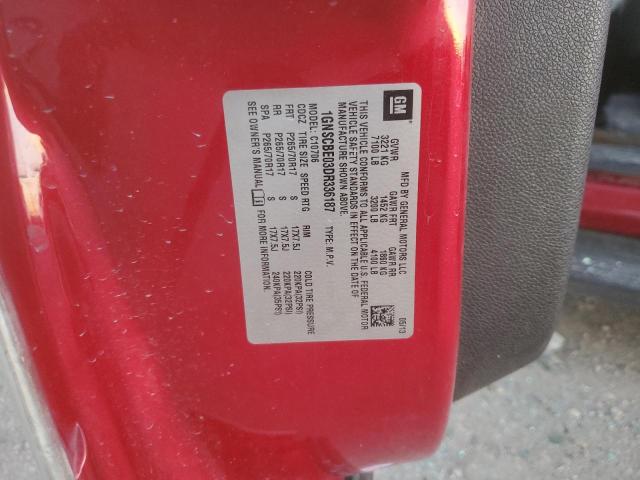 GM
MFD BY GENERAL MOTORS LLC 05/13
GVWR GAWR FRT GAWR RR
3221 KG 1452 KG 1860 KG
7100 LB 3200 LB 4100 LB
THIS VEHICLE CONFORMS TO ALL APPLICABLE U.S. FEDERAL MOTOR
VEHICLE SAFETY STANDARDS IN EFFECT ON THE DATE OF
MANUFACTURE SHOWN ABOVE.
1GNSCBE03DR336187 TYPE: M.P.V.
MODEL: C10706
CDCZ TIRE SIZE SPEED RTG RIM COLD TIRE PRESSURE
FRT P265/70R17 S 17X7.5J 220KPA(32PSI)
RR P265/70R17 S 17X7.5J 220KPA(32PSI)
SPA P265/70R17 S 17X7.5J 240KPA(35PSI)
SEE OWNER'S MANUAL FOR MORE INFORMATION.